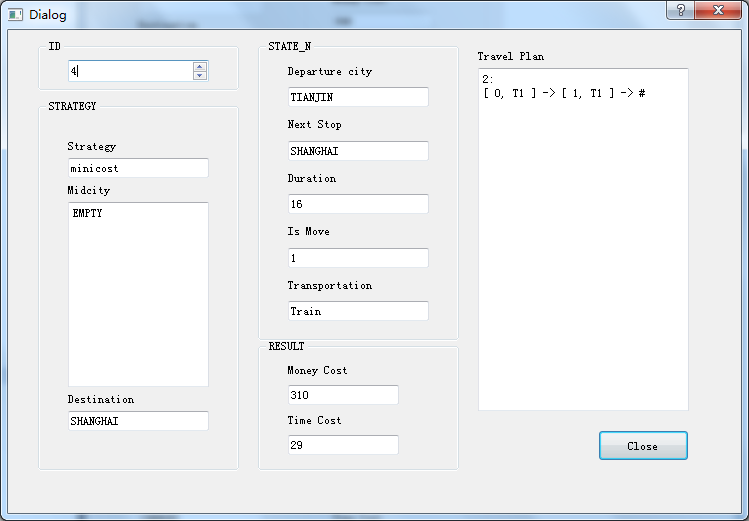 Dialog
ID
4
STRATEGY
Strategy
minicost
Midcity
EMPTY
Destination
SHANGHAI
STATE_N
Departure city
TIANJIN
Next Stop
SHANGHAI
Duration
16
Is Move
1
Transportation
Train
RESULT
Money Cost
310
Time Cost
29
Travel Plan
2:
[ 0, T1 ] -> [ 1, T1 ] -> #
Close